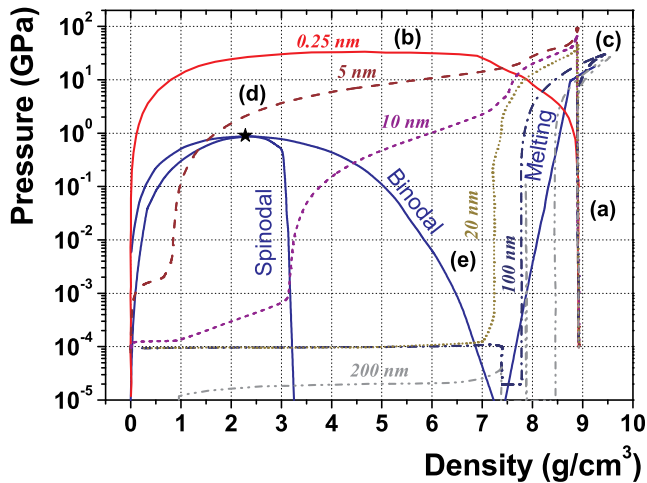 Pressure (GPa)
10²
10¹
10⁰
10⁻¹
10⁻²
10⁻³
10⁻⁴
10⁻⁵
0.25 nm
(b)
(c)
5 nm
(d)
10 nm
Melting
Spinodal
Binodal
20 nm
(a)
(e)
100 nm
200 nm
0 1 2 3 4 5 6 7 8 9 10
Density (g/cm³)